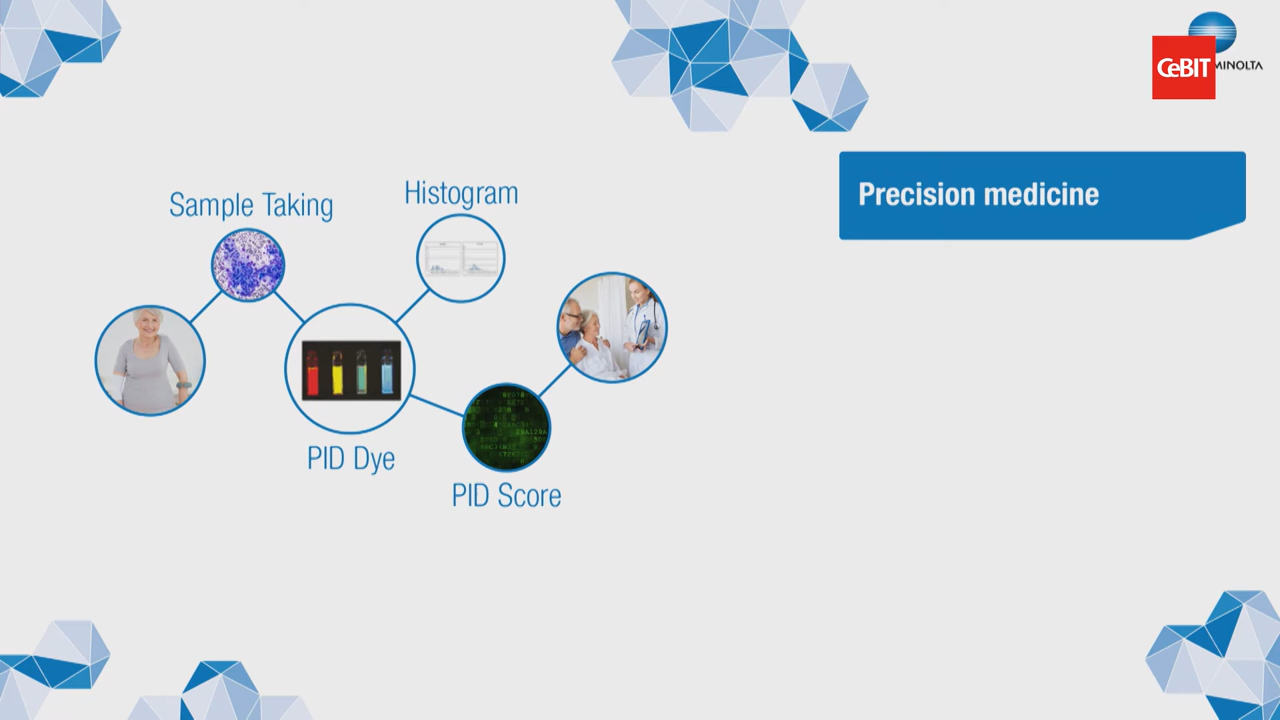 CeBIT
MINOLTA
Precision medicine
Sample Taking
Histogram
PID Dye
PID Score